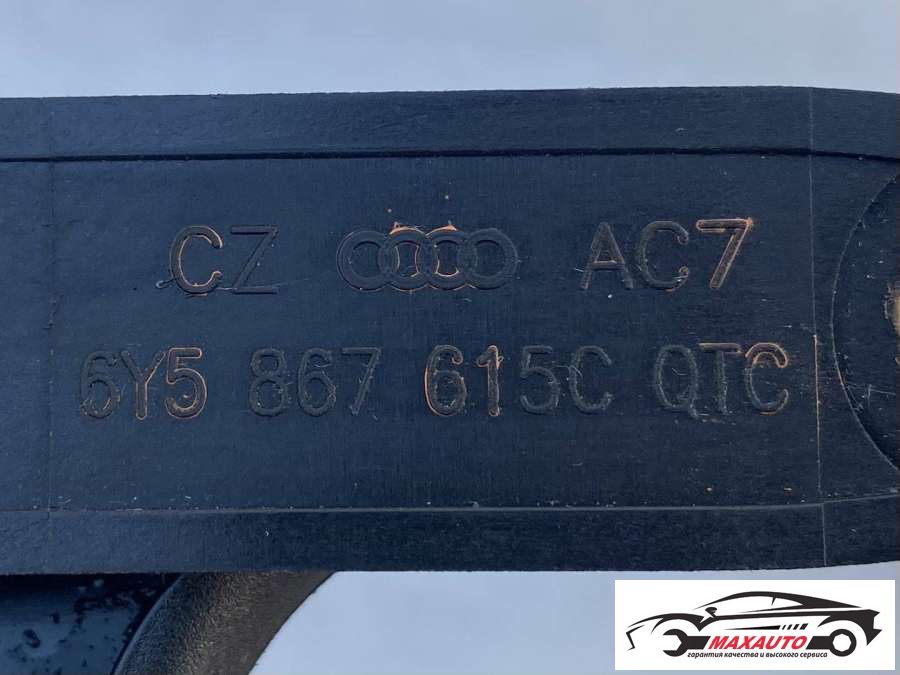 CZ AC7
6Y5 867 615C QTC
MAXAUTO
гарантия качества и высокого сервиса